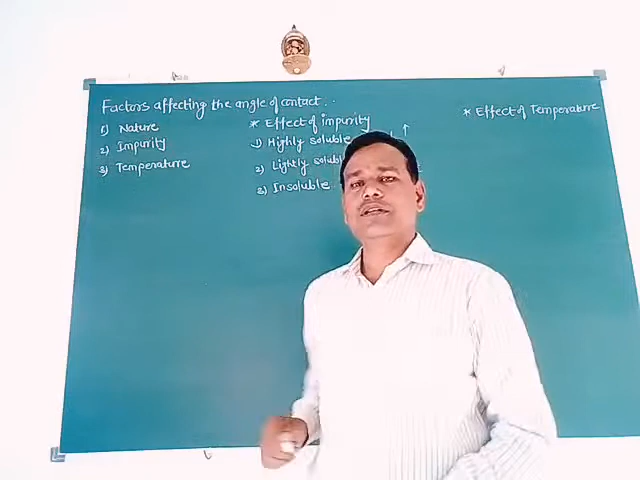 Factors affecting the angle of contact..
1) Nature
2) Impurity
3) Temperature
* Effect of impurity
1) Highly soluble ↑
2) Lightly soluble
3) Insoluble
* Effect of Temperature